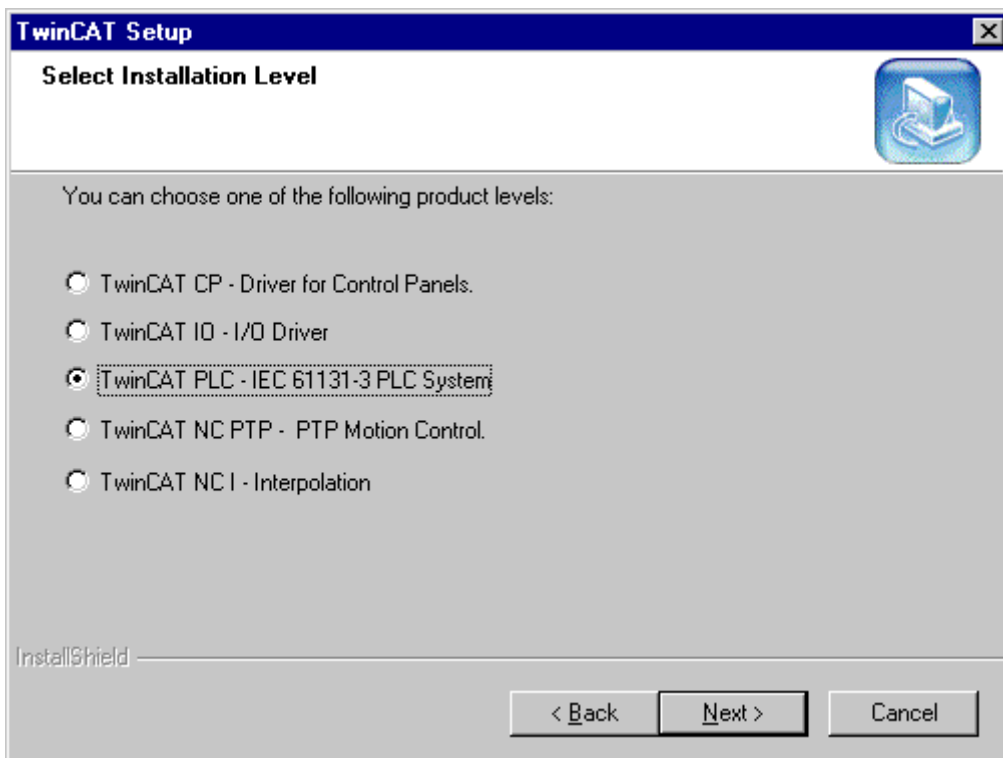 TwinCAT Setup
Select Installation Level
You can choose one of the following product levels:
TwinCAT CP - Driver for Control Panels.
TwinCAT IO - I/O Driver
TwinCAT PLC - IEC 61131-3 PLC System
TwinCAT NC PTP -  PTP Motion Control.
TwinCAT NC I - Interpolation
InstallShield
< Back
Next >
Cancel